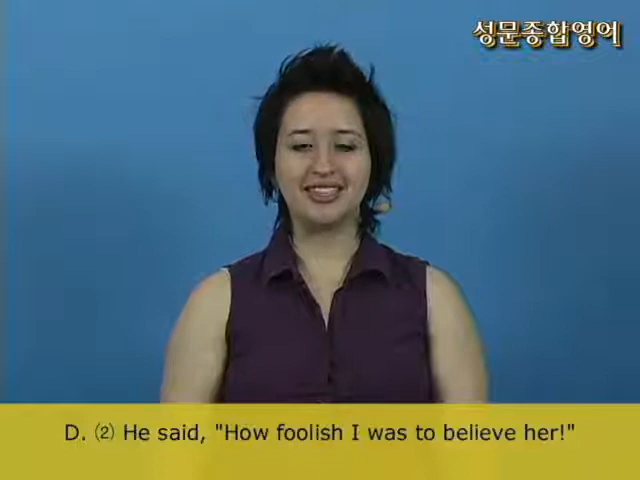 성문종합영어
D. ⑵ He said, "How foolish I was to believe her!"